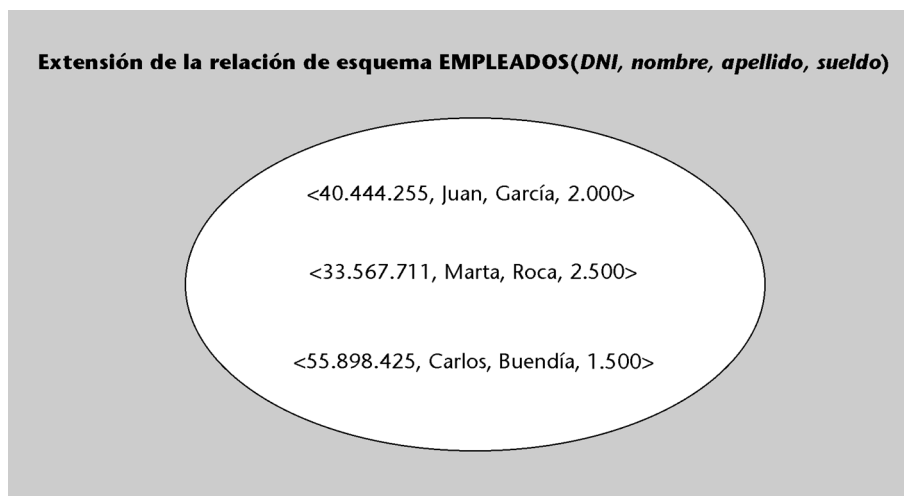 Extensión de la relación de esquema EMPLEADOS(DNI, nombre, apellido, sueldo)
<40.444.255, Juan, García, 2.000>
<33.567.711, Marta, Roca, 2.500>
<55.898.425, Carlos, Buendía, 1.500>